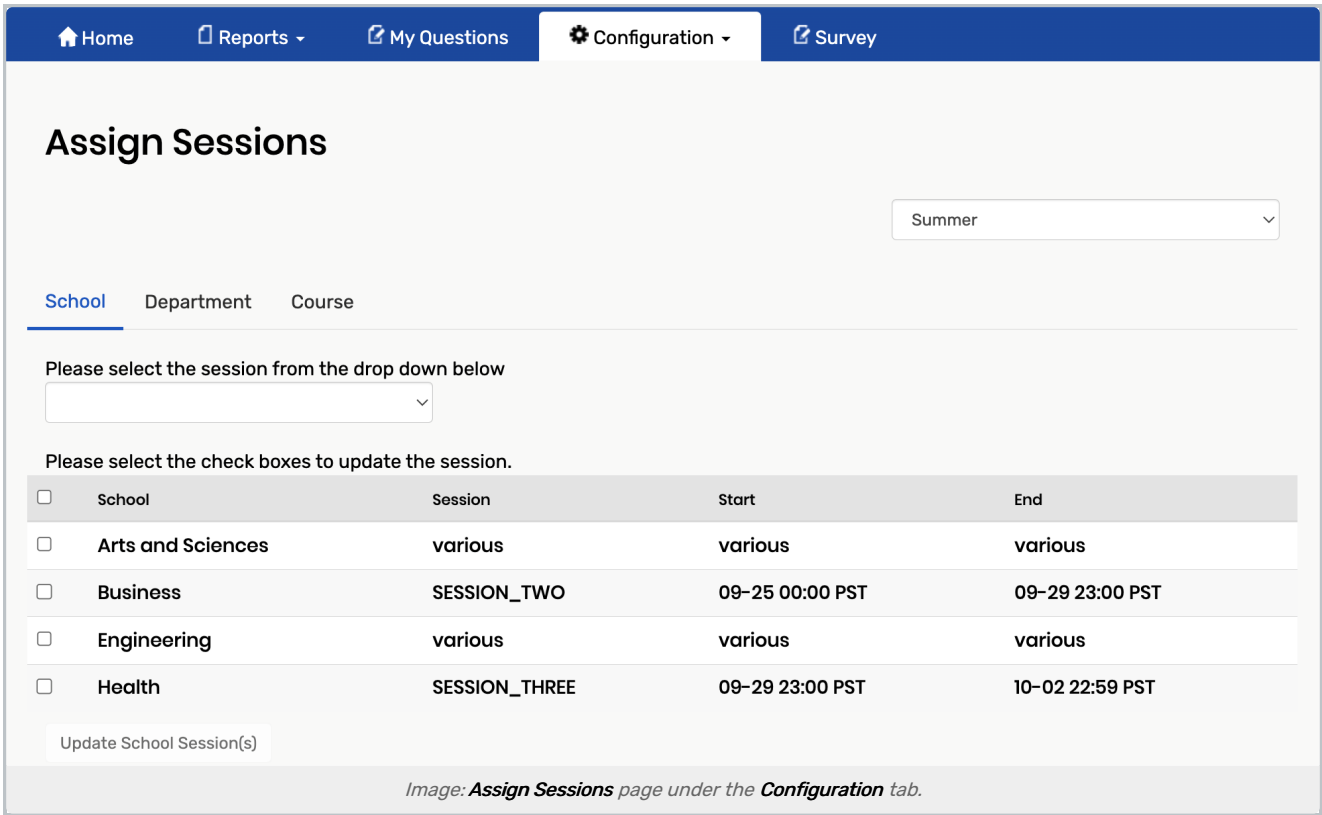 Home Reports My Questions Configuration Survey
Assign Sessions
Summer
School Department Course
Please select the session from the drop down below
Please select the check boxes to update the session.
School Session Start End
Arts and Sciences various various various
Business SESSION_TWO 09-25 00:00 PST 09-29 23:00 PST
Engineering various various various
Health SESSION_THREE 09-29 23:00 PST 10-02 22:59 PST
Update School Session(s)
Image: Assign Sessions page under the Configuration tab.